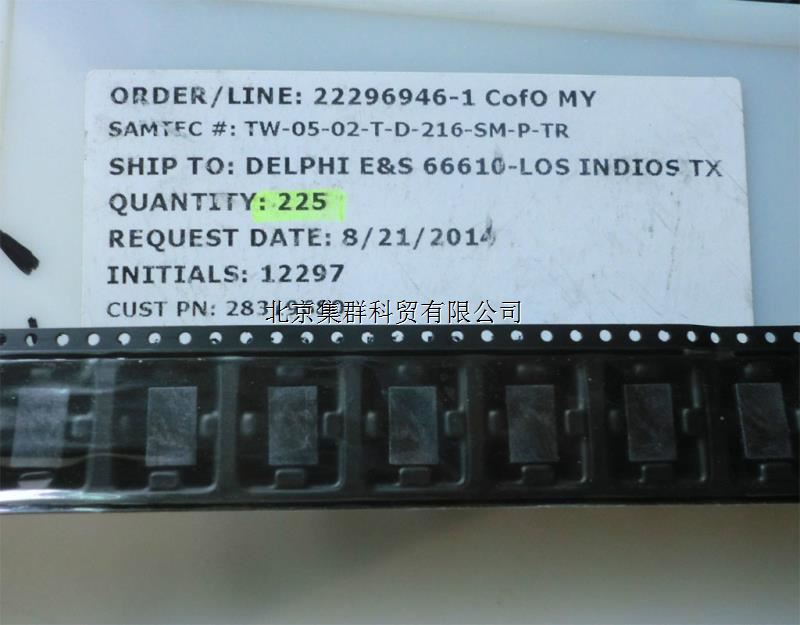 ORDER/LINE: 22296946-1 CofO MY
SAMTEC #: TW-05-02-T-D-216-SM-P-TR
SHIP TO: DELPHI E&S 66610-LOS INDIOS TX
QUANTITY: 225
REQUEST DATE: 8/21/2014
INITIALS: 12297
CUST PN:
北京集群科贸有限公司